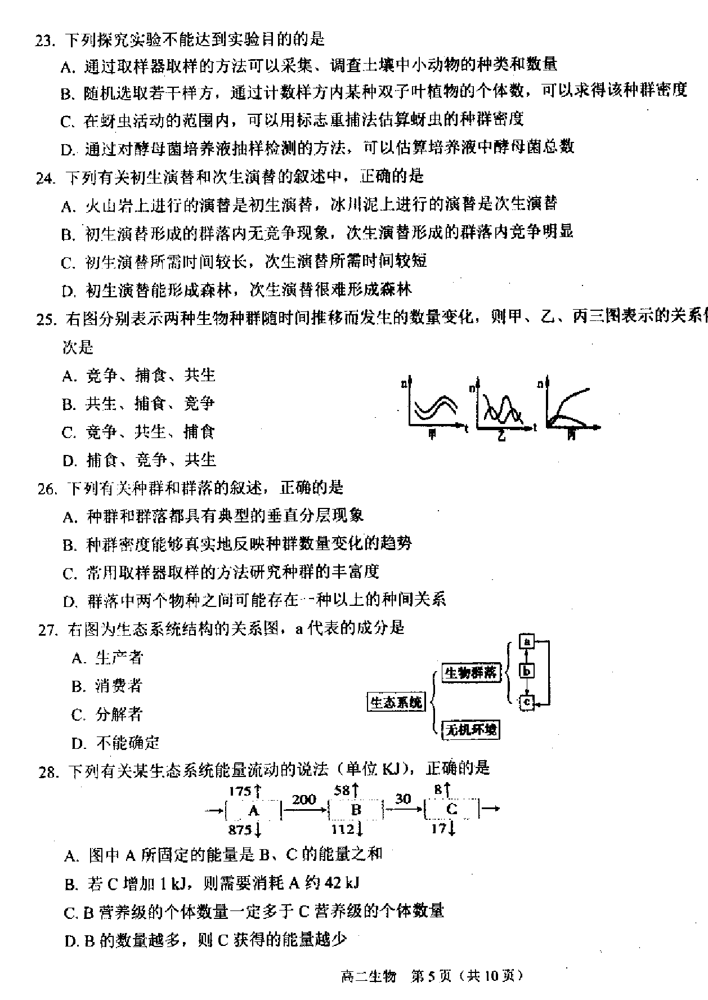 23. 下列探究实验不能达到实验目的的是
A. 通过取样器取样的方法可以采集、调查土壤中小动物的种类和数量
B. 随机选取若干样方，通过计数样方内某种双子叶植物的个体数，可以求得该种群密度
C. 在蚜虫活动的范围内，可以用标志重捕法估算蚜虫的种群密度
D. 通过对酵母菌培养液抽样检测的方法，可以估算培养液中酵母菌总数
24. 下列有关初生演替和次生演替的叙述中，正确的是
A. 火山岩上进行的演替是初生演替，冰川泥上进行的演替是次生演替
B. 初生演替形成的群落内无竞争现象，次生演替形成的群落内竞争明显
C. 初生演替所需时间较长，次生演替所需时间较短
D. 初生演替能形成森林，次生演替很难形成森林
25. 右图分别表示两种生物种群随时间推移而发生的数量变化，则甲、乙、丙三图表示的关系
次是
A. 竞争、捕食、共生
B. 共生、捕食、竞争
C. 竞争、共生、捕食
D. 捕食、竞争、共生
n n n
t t
甲 乙 丙
26. 下列有关种群和群落的叙述，正确的是
A. 种群和群落都具有典型的垂直分层现象
B. 种群密度能够真实地反映种群数量变化的趋势
C. 常用取样器取样的方法研究种群的丰富度
D. 群落中两个物种之间可能存在一种以上的种间关系
27. 右图为生态系统结构的关系图，a 代表的成分是
A. 生产者
B. 消费者
C. 分解者
D. 不能确定
a
生物群落 b
生态系统 c
无机环境
28. 下列有关某生态系统能量流动的说法（单位 KJ），正确的是
175↑ 58↑ 8↑
→ A 200→ B 30→ C →
875↓ 112↓ 17↓
A. 图中 A 所固定的能量是 B、C 的能量之和
B. 若 C 增加 1 kJ，则需要消耗 A 约 42 kJ
C. B 营养级的个体数量一定多于 C 营养级的个体数量
D. B 的数量越多，则 C 获得的能量越少
高二生物 第 5 页（共 10 页）